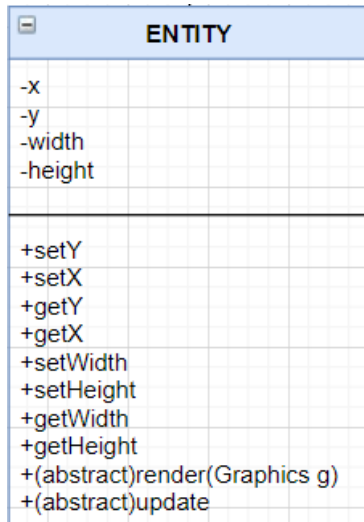 ENTITY
-x
-y
-width
-height
+setY
+setX
+getY
+getX
+setWidth
+setHeight
+getWidth
+getHeight
+(abstract)render(Graphics g)
+(abstract)update